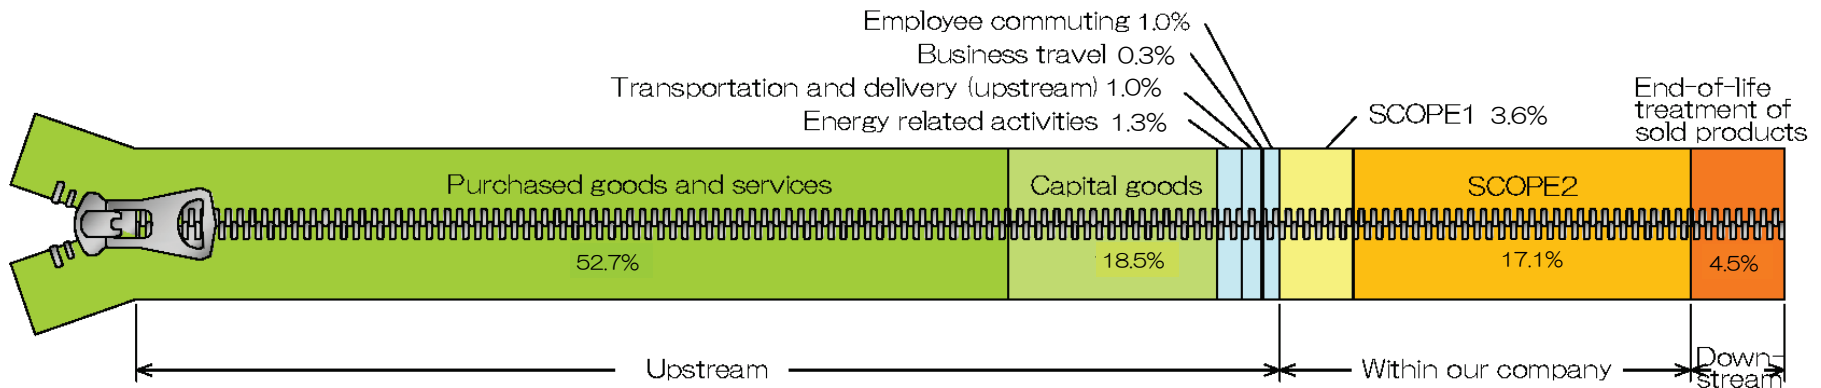 Employee commuting 1.0%
Business travel 0.3%
Transportation and delivery (upstream) 1.0%
Energy related activities 1.3%
SCOPE1 3.6%
End-of-life
treatment of
sold products
Purchased goods and services
52.7%
Capital goods
18.5%
SCOPE2
17.1%
4.5%
Upstream
Within our company
Down-
stream